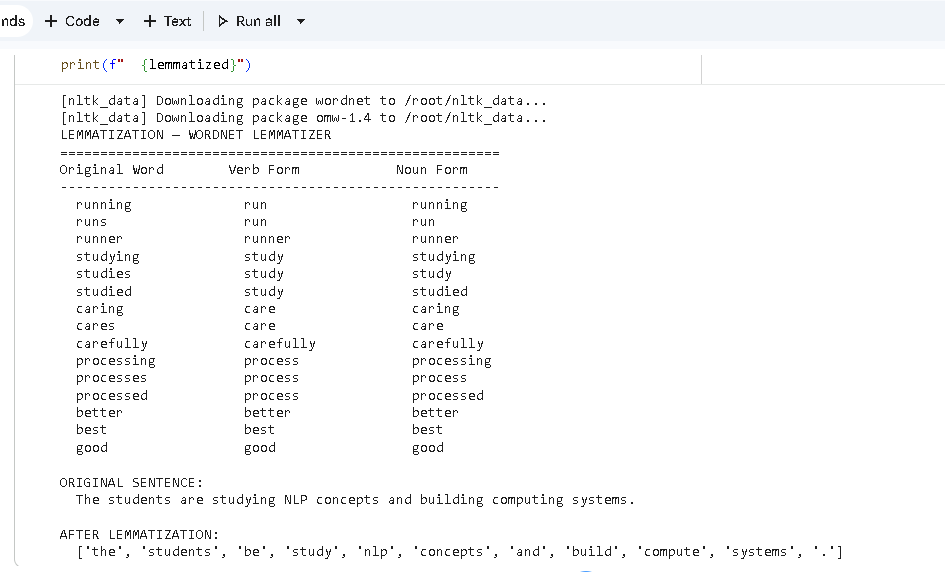 nds + Code + Text Run all
print(f"  {lemmatized}")
[nltk_data] Downloading package wordnet to /root/nltk_data...
[nltk_data] Downloading package omw-1.4 to /root/nltk_data...
LEMMATIZATION — WORDNET LEMMATIZER
=======================================================
Original Word        Verb Form            Noun Form
-------------------------------------------------------
  running              run                  running
  runs                 run                  run
  runner               runner               runner
  studying             study                studying
  studies              study                study
  studied              study                studied
  caring               care                 caring
  cares                care                 care
  carefully            carefully            carefully
  processing           process              processing
  processes            process              process
  processed            process              processed
  better               better               better
  best                 best                 best
  good                 good                 good
ORIGINAL SENTENCE:
  The students are studying NLP concepts and building computing systems.
AFTER LEMMATIZATION:
  ['the', 'students', 'be', 'study', 'nlp', 'concepts', 'and', 'build', 'compute', 'systems', '.']